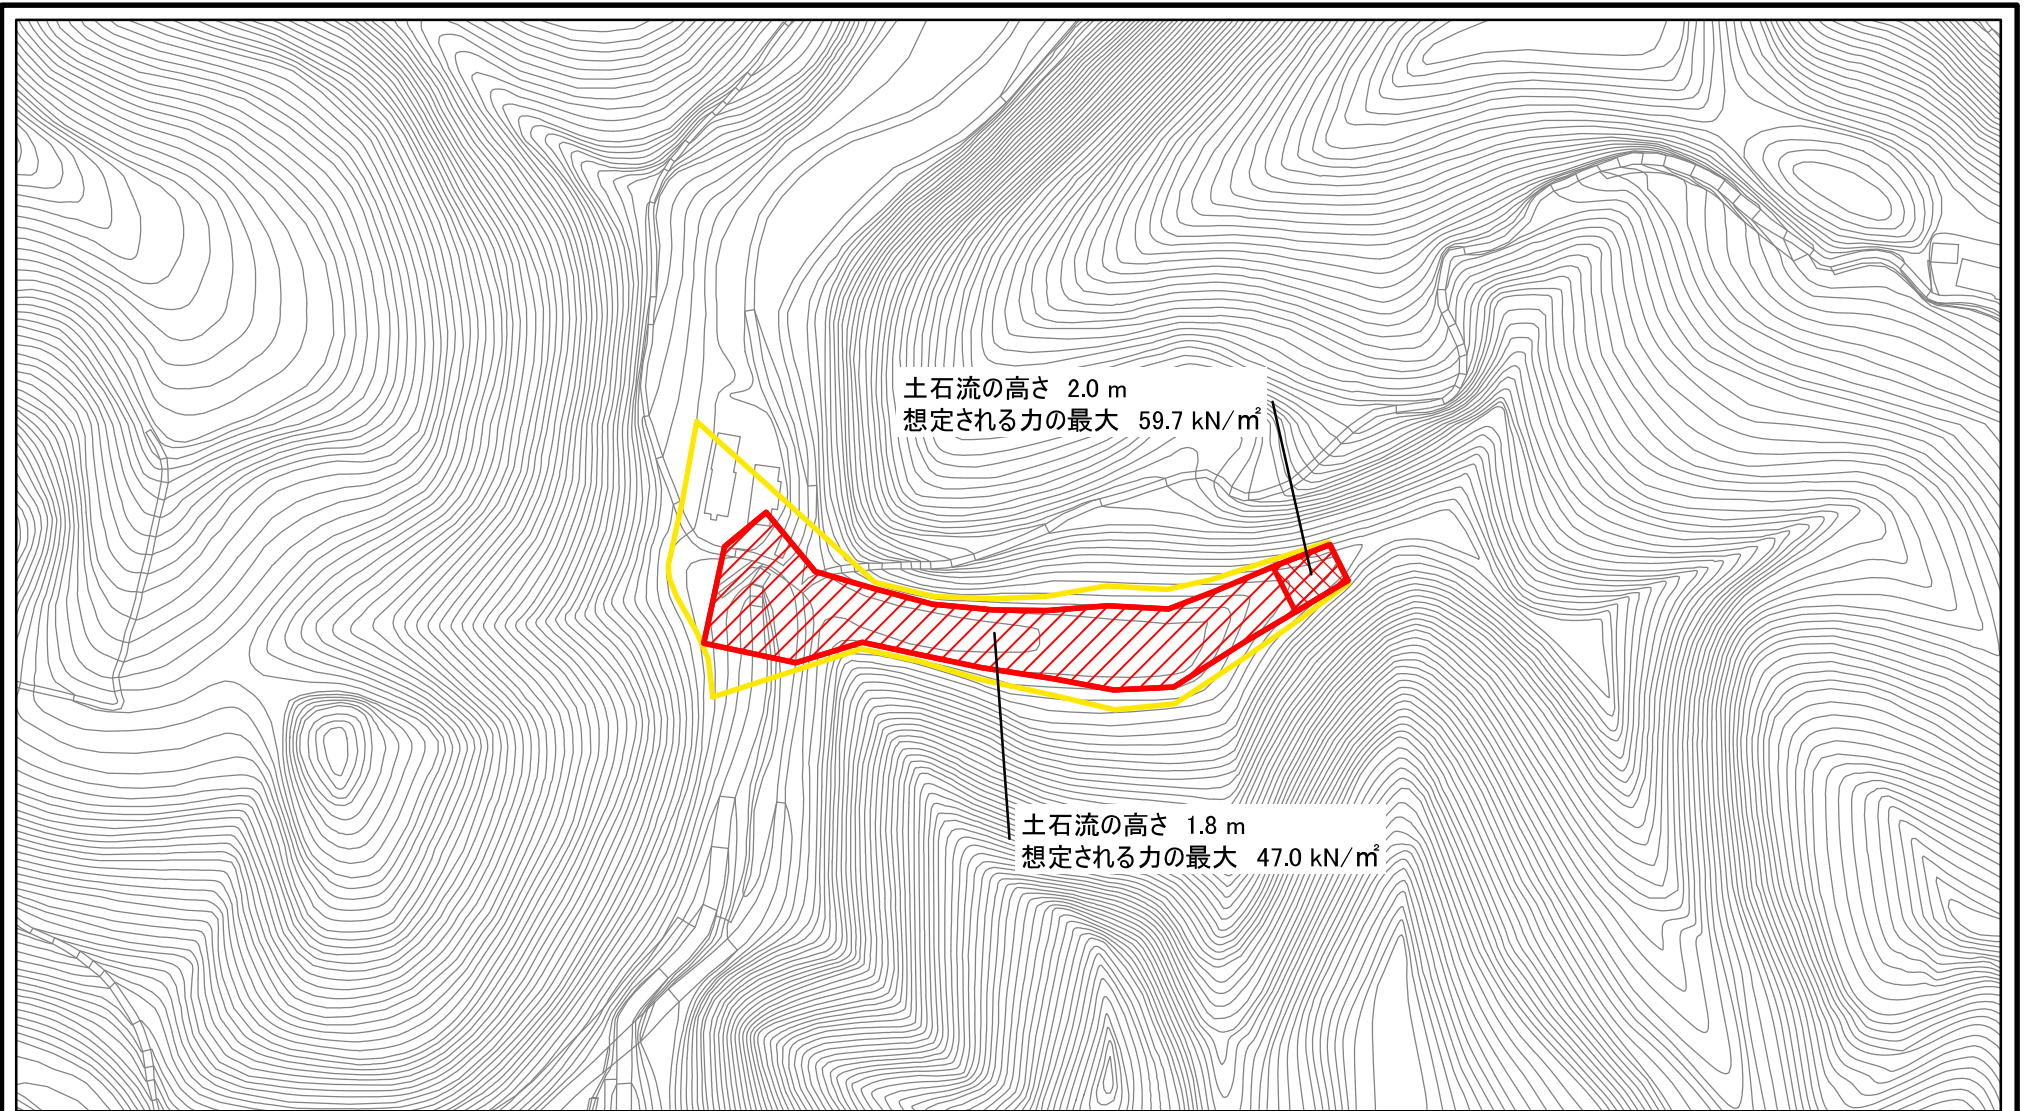 土石流の高さ 2.0 m
想定される力の最大 59.7 kN/㎡
土石流の高さ 1.8 m
想定される力の最大 47.0 kN/㎡